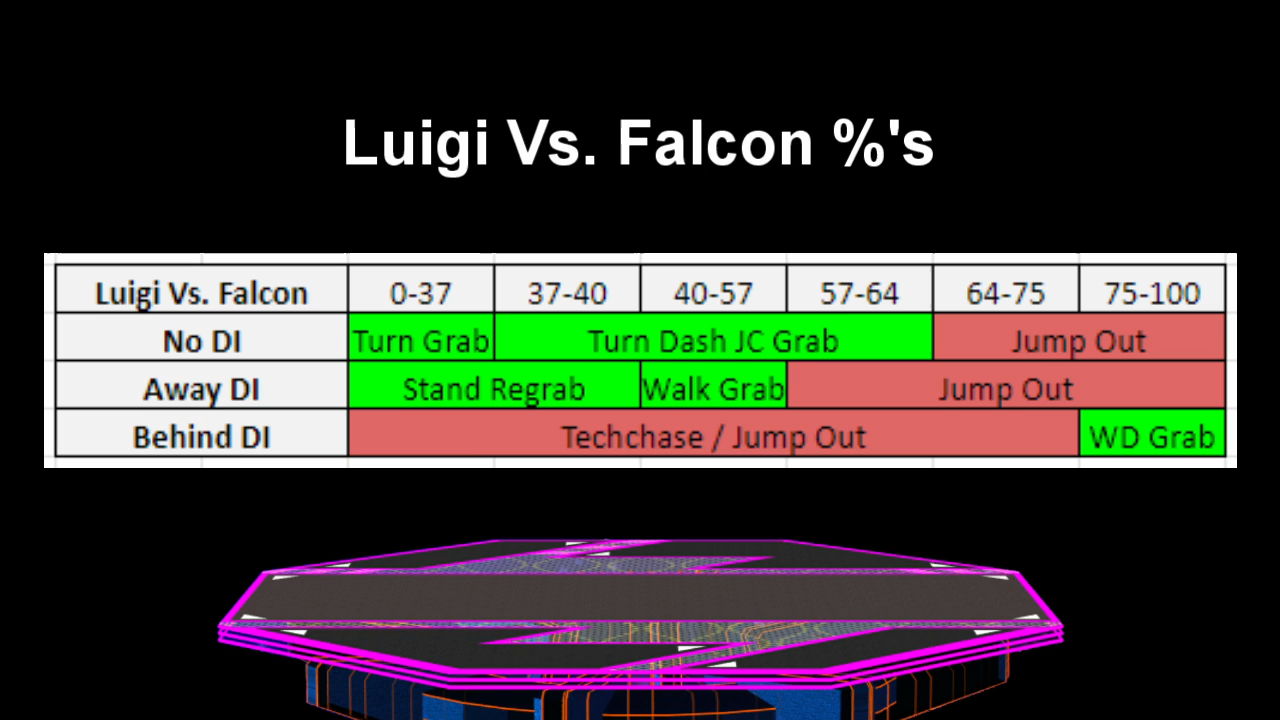 Luigi Vs. Falcon %'s
Luigi Vs. Falcon 0-37 37-40 40-57 57-64 64-75 75-100
No DI Turn Grab Turn Dash JC Grab Jump Out
Away DI Stand Regrab Walk Grab Jump Out
Behind DI Techchase / Jump Out WD Grab